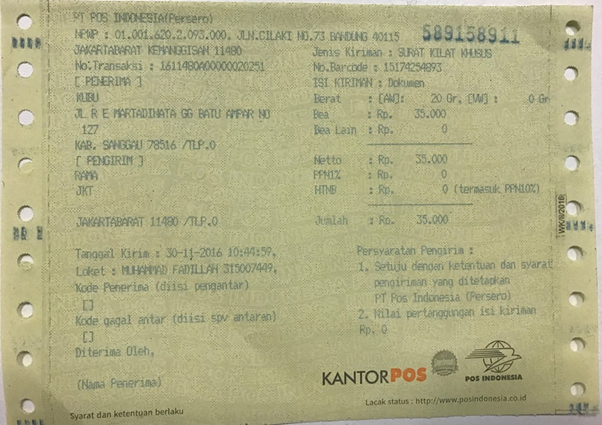 PT POS INDONESIA(Persero)
NPWP : 01.001.620.2.093.000, JLN.CILAKI NO.73 BANDUNG 40115
589158911
JAKARTABARAT KEMANGGISAN 11480
Jenis Kiriman : SURAT KILAT KHUSUS
No.Transaksi : 1611480A00000020251
No.Barcode : 15174254893
[ PENERIMA ]
ISI KIRIMAN : Dokumen
KUBU
Berat : [AW]: 20 Gr, [VW] : 0 Gr
JL R E MARTADINATA GG BATU AMPAR NO
127
Bea : Rp. 35.000
Bea Lain : Rp. 0
KAB. SANGGAU 78516 /TLP.0
[ PENGIRIM ]
Netto : Rp. 35.000
RAMA
PPN1% : Rp. 0
JKT
HTNB : Rp. 0 (termasuk PPN10%)
JAKARTABARAT 11480 /TLP.0
Jumlah : Rp. 35.000
Tanggal Kirim : 30-11-2016 10:44:59,
Loket : MUHAMMAD FADILLAH 315007449,
Kode Penerima (diisi pengantar)
[]
Kode gagal antar (diisi spv antaran)
[]
Diterima Oleh,
(Nama Penerima)
Persyaratan Pengirim :
1. Setuju dengan ketentuan dan syarat
pengiriman yang ditetapkan
PT Pos Indonesia (Persero)
2. Nilai pertanggungan isi kiriman
Rp. 0
KANTORPOS
POS INDONESIA
Lacak status : http://www.posindonesia.co.id
Syarat dan ketentuan berlaku